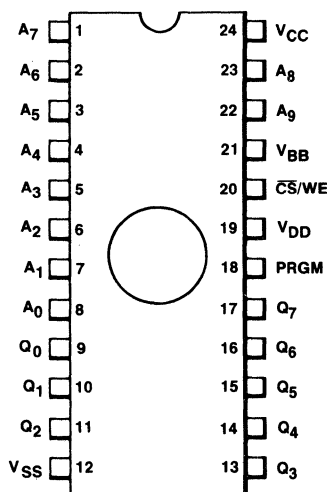 A7 1 24 VCC
A6 2 23 A8
A5 3 22 A9
A4 4 21 VBB
A3 5 20 C̅S̅/WE
A2 6 19 VDD
A1 7 18 PRGM
A0 8 17 Q7
Q0 9 16 Q6
Q1 10 15 Q5
Q2 11 14 Q4
VSS 12 13 Q3